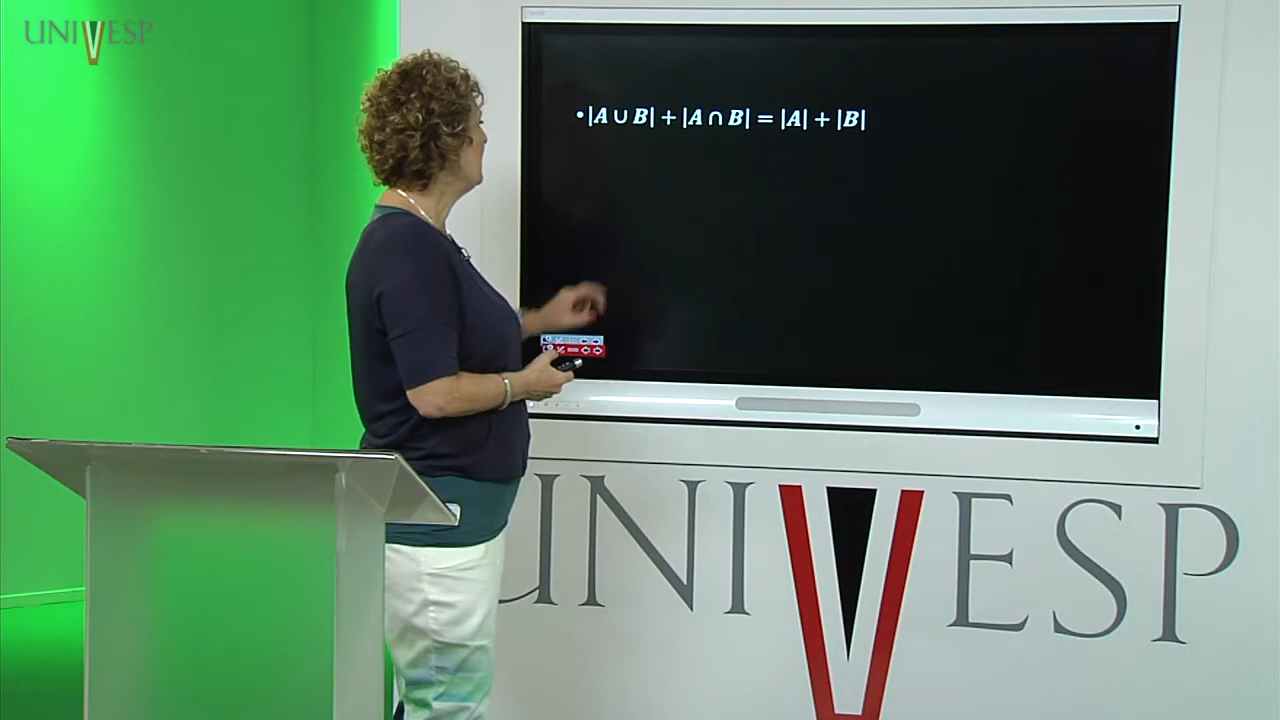 UNIVESP
•|A ∪ B| + |A ∩ B| = |A| + |B|
UNIVESP